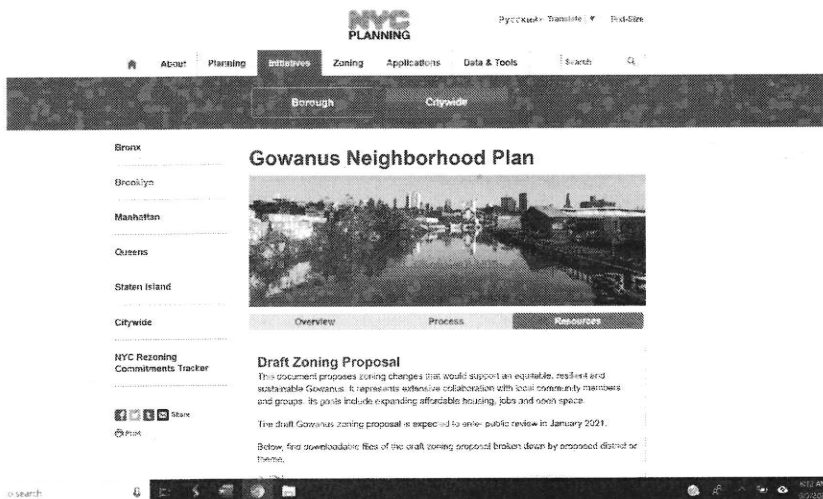 NYC
PLANNING
Русский Translate ▼ Text-Size
About Planning Initiatives Zoning Applications Data & Tools Search
Borough Citywide
Bronx
Brooklyn
Manhattan
Queens
Staten Island
Citywide
NYC Rezoning
Commitments Tracker
Share
Print
Gowanus Neighborhood Plan
Overview Process Resources
Draft Zoning Proposal
This document proposes zoning changes that would support an equitable, resilient and
sustainable Gowanus. It represents extensive collaboration with local community members
and groups. Its goals include expanding affordable housing, jobs and open space.
The draft Gowanus zoning proposal is expected to enter public review in January 2021.
Below, find downloadable files of the draft zoning proposal broken down by proposed district or
theme.
o search